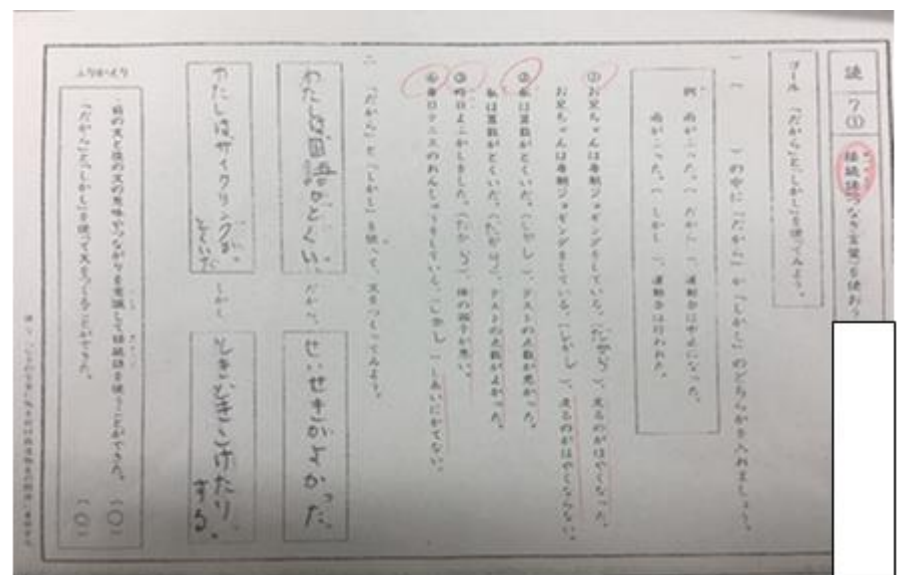 読
7
①
接続語(つなぎ言葉)を使おう
ゴール 「だから」と「しかし」を使ってみよう。
一 ( )の中に「だから」か「しかし」のどちらかを入れましょう。
例 雨がふった。( だから )、運動会は中止になった。
雨がふった。( しかし )、運動会は行われた。
① お兄ちゃんは毎朝ジョギングをしている。(だから)、走るのがはやくなった。
お兄ちゃんは毎朝ジョギングをしている。(しかし)、走るのがはやくならない。
② 私は算数がとくいだ。(しかし)、テストの点数が悪かった。
私は算数がとくいだ。(だから)、テストの点数がよかった。
③ 昨日よふかしをした。(だから)、体の調子が悪い。
④ 毎日テニスのれんしゅうをしている。(しかし)しあいにかてない。
二 「だから」と「しかし」を使って、文をつくってみよう。
わたしは国語がとくい、
だから、
せいせきがよかった。
わたしはサイクリングが
とくいだ。
しかし
ときどきこけたり
する。
ふりかえり
・前の文と後の文の意味やつながりを意識して接続語を使うことができた。 (○)
・「だから」と「しかし」を使って文をつくることができた。 (○)